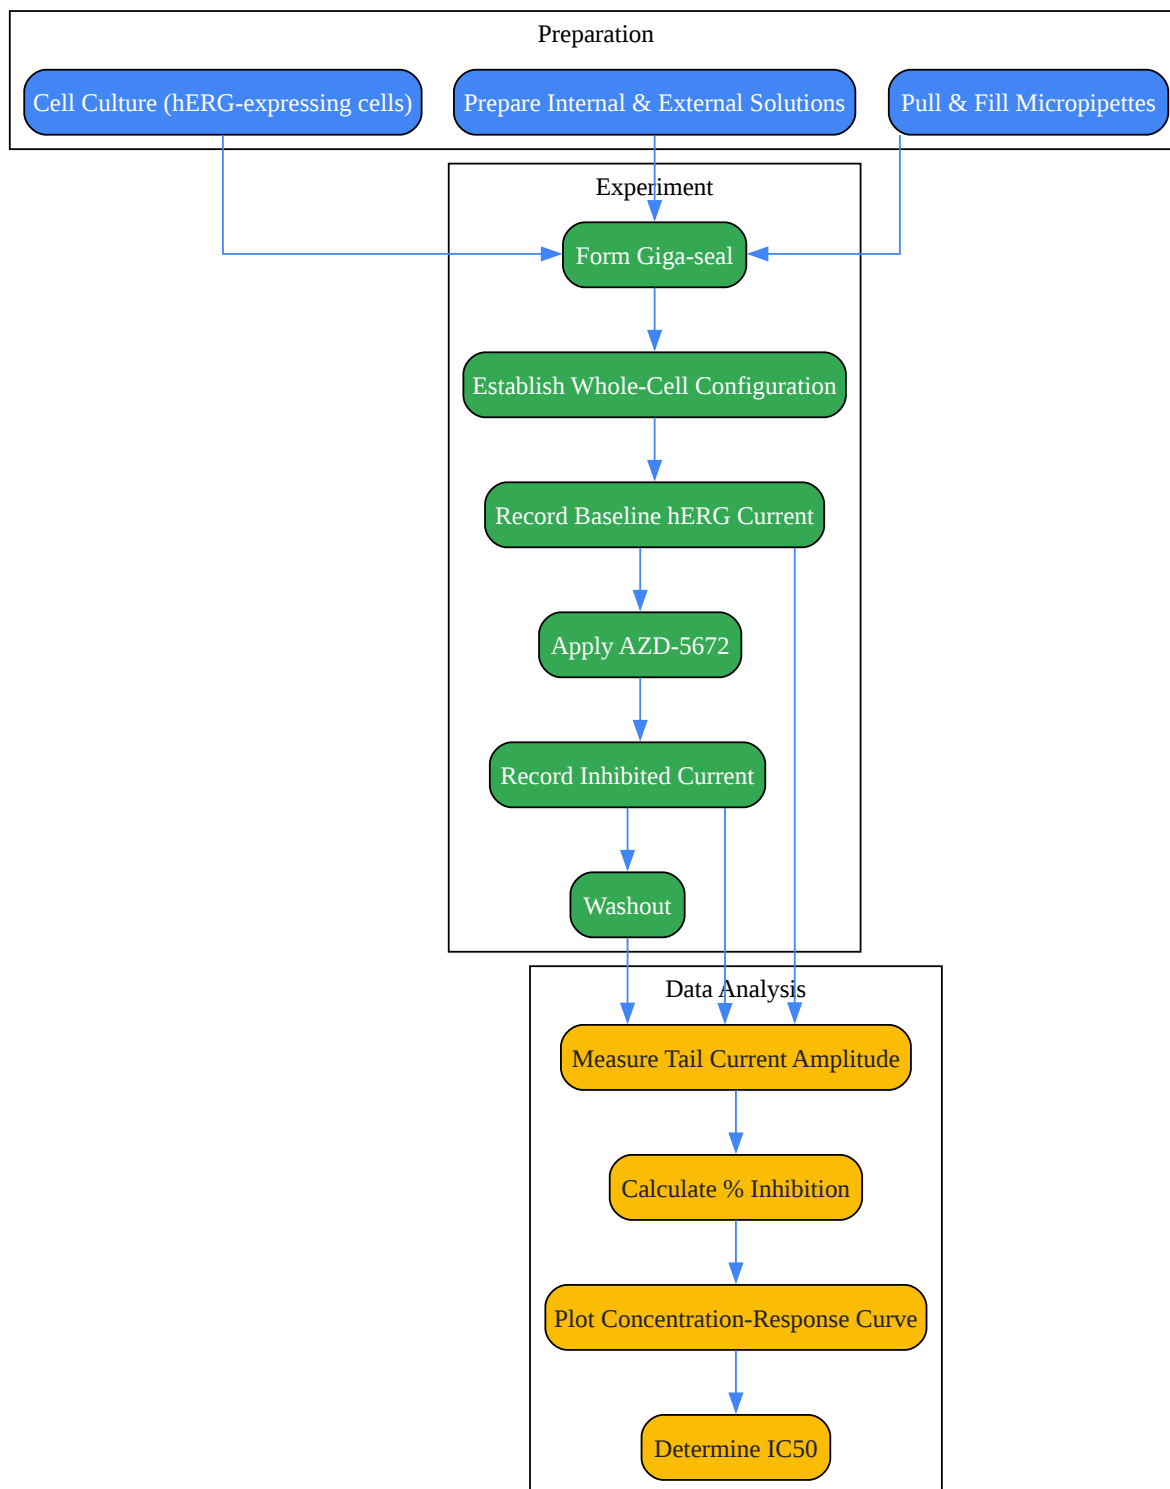 Preparation
Cell Culture (hERG-expressing cells)
Prepare Internal & External Solutions
Pull & Fill Micropipettes
Experiment
Form Giga-seal
Establish Whole-Cell Configuration
Record Baseline hERG Current
Apply AZD-5672
Record Inhibited Current
Washout
Data Analysis
Measure Tail Current Amplitude
Calculate % Inhibition
Plot Concentration-Response Curve
Determine IC50